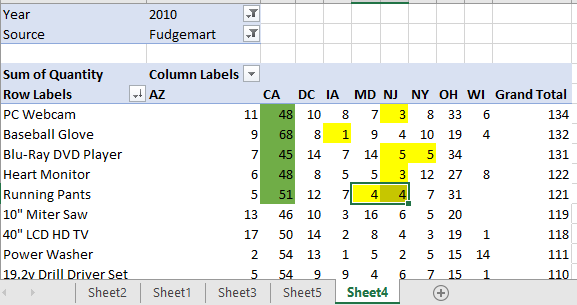 Year 2010
Source Fudgemart
Sum of Quantity Column Labels
Row Labels AZ CA DC IA MD NJ NY OH WI Grand Total
PC Webcam 11 48 10 8 7 3 8 33 6 134
Baseball Glove 9 68 8 1 9 4 10 19 4 132
Blu-Ray DVD Player 7 45 14 7 14 5 5 34 131
Heart Monitor 6 48 8 5 5 3 12 27 8 122
Running Pants 5 51 12 7 4 4 7 31 121
10" Miter Saw 13 46 10 3 16 6 5 20 119
40" LCD HD TV 17 50 14 2 8 4 3 19 1 118
Power Washer 2 54 13 1 5 2 5 15 14 111
19.2v Drill Driver Set 5 54 9 9 4 6 7 15 1 110
Sheet2 Sheet1 Sheet3 Sheet5 Sheet4